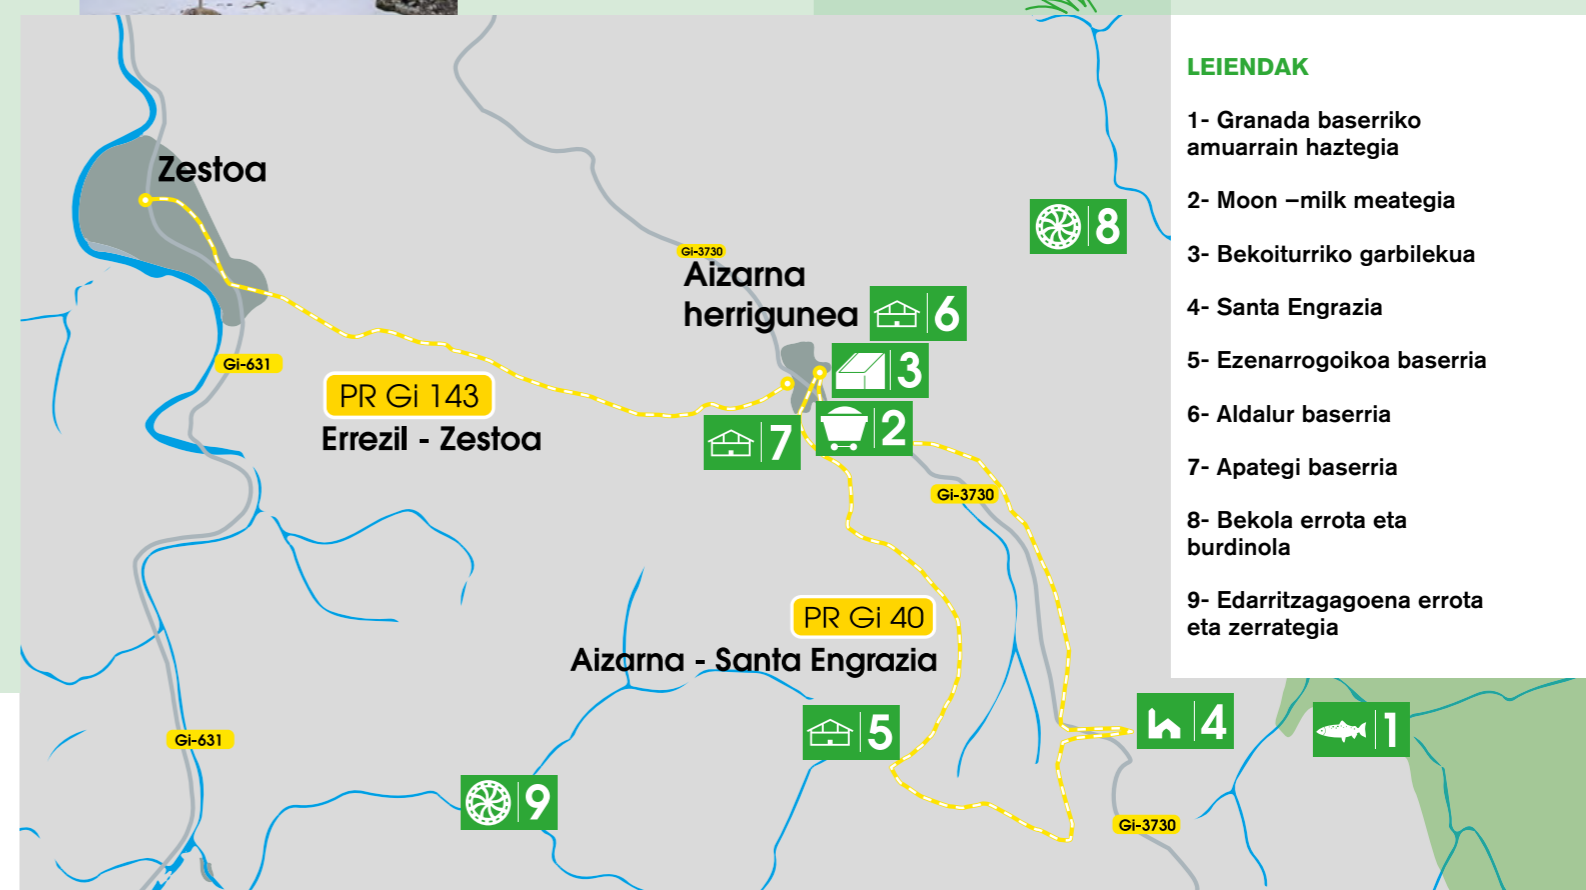 Zestoa
Gi-3730
Aizarna
herrigunea
6
8
3
2
7
Gi-631
PR Gi 143
Errezil - Zestoa
Gi-3730
PR Gi 40
Aizarna - Santa Engrazia
5
4
1
Gi-631
9
Gi-3730
LEIENDAK
1- Granada baserriko
amuarrain haztegia
2- Moon –milk meategia
3- Bekoiturriko garbilekua
4- Santa Engrazia
5- Ezenarrogoikoa baserria
6- Aldalur baserria
7- Apategi baserria
8- Bekola errota eta
burdinola
9- Edarritzagagoena errota
eta zerrategia